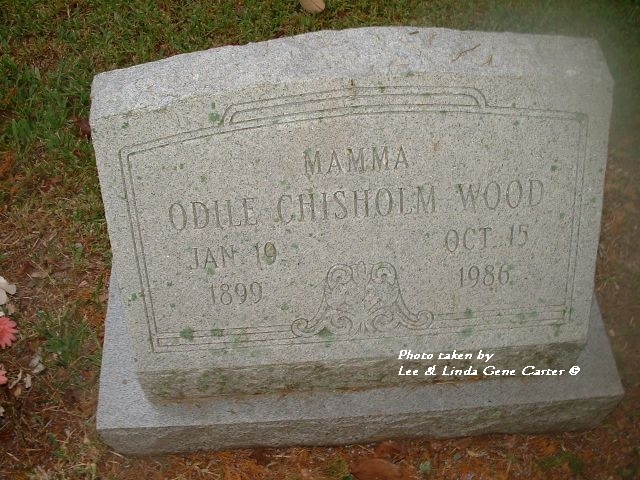 MAMMA
ODILE CHISHOLM WOOD
JAN. 19 OCT. 15
1899 1986
Photo taken by
Lee & Linda Gene Carter ©